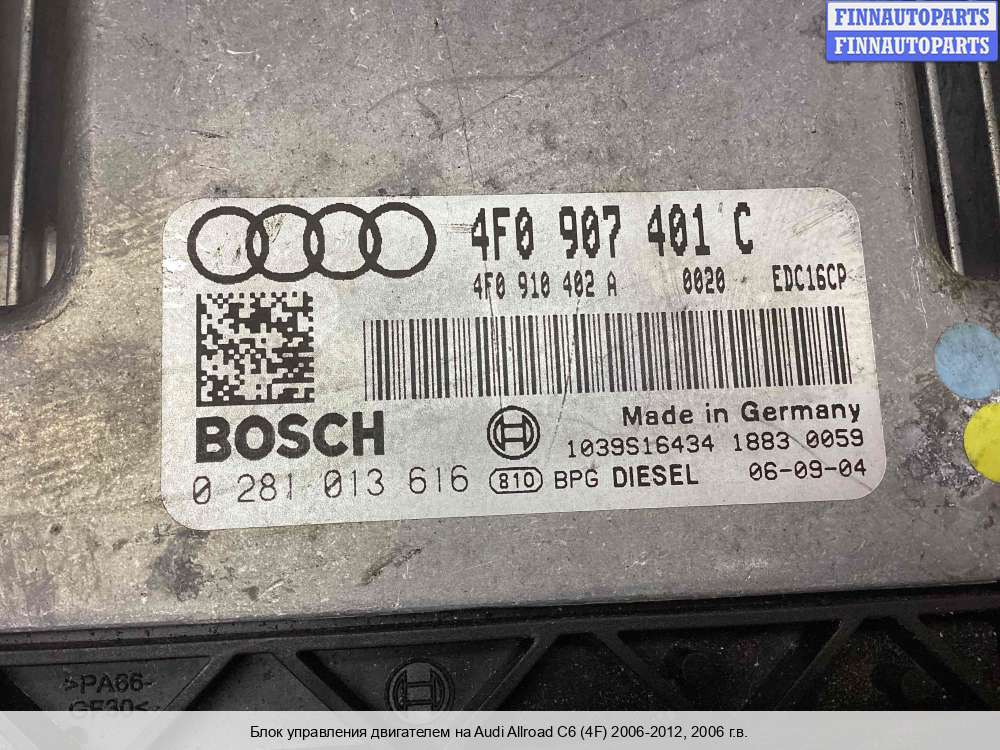 FINNAUTOPARTS
FINNAUTOPARTS
4F0 907 401 C
4F0 910 402 A 0020 EDC16CP
BOSCH
Made in Germany
1039S16434 1883 0059
0 281 013 616 810 BPG DIESEL 06-09-04
>PA66-
GF30<
Блок управления двигателем на Audi Allroad C6 (4F) 2006-2012, 2006 г.в.